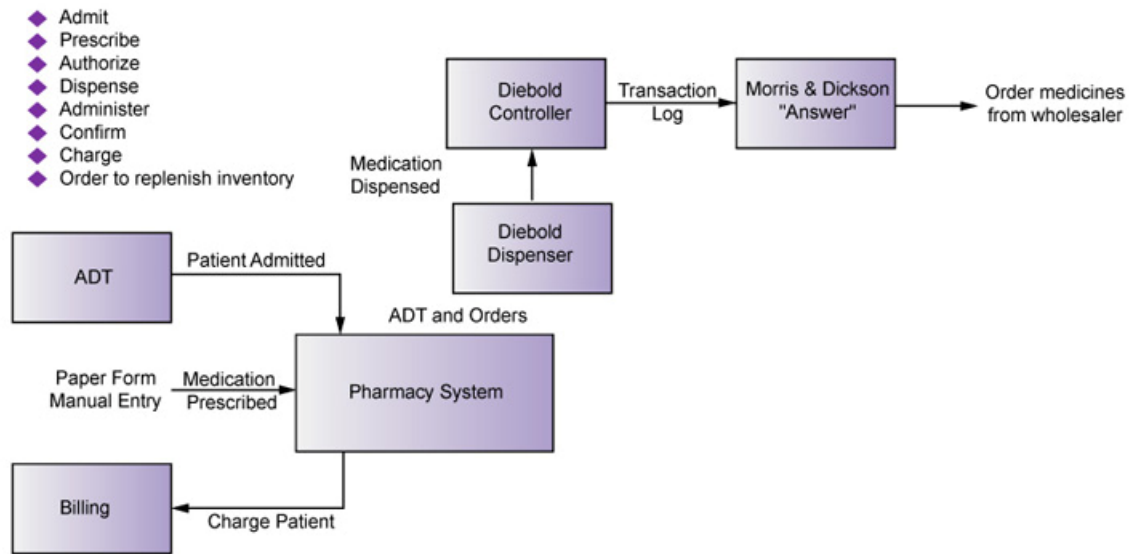 Admit
Prescribe
Authorize
Dispense
Administer
Confirm
Charge
Order to replenish inventory
Diebold
Controller
Transaction
Log
Morris & Dickson
"Answer"
Order medicines
from wholesaler
Medication
Dispensed
Diebold
Dispenser
ADT
Patient Admitted
ADT and Orders
Paper Form
Manual Entry
Medication
Prescribed
Pharmacy System
Billing
Charge Patient